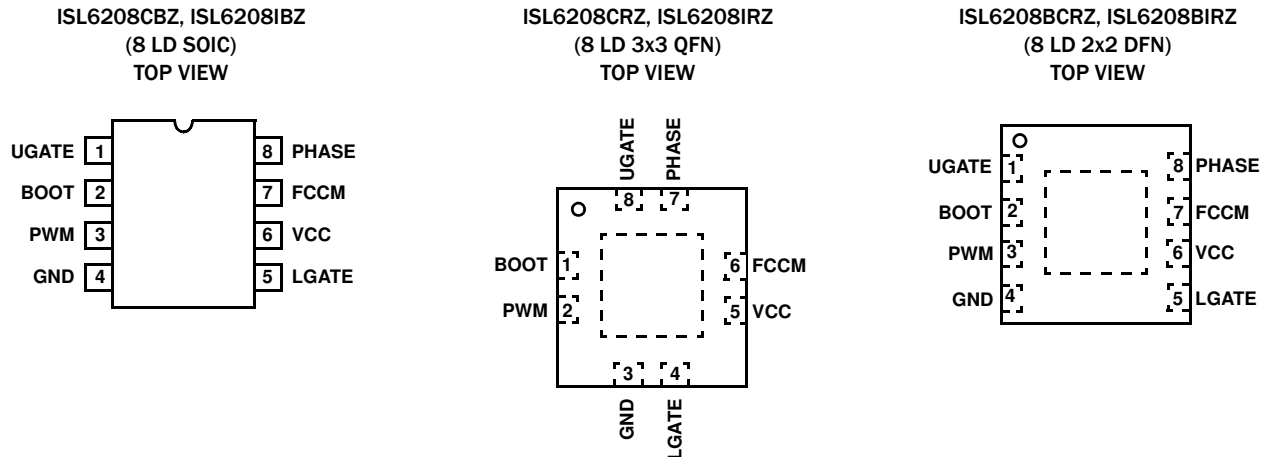 ISL6208CBZ, ISL6208IBZ
(8 LD SOIC)
TOP VIEW
UGATE 1
BOOT 2
PWM 3
GND 4
8 PHASE
7 FCCM
6 VCC
5 LGATE
ISL6208CRZ, ISL6208IRZ
(8 LD 3x3 QFN)
TOP VIEW
UGATE
PHASE
8 7
BOOT 1
PWM 2
6 FCCM
5 VCC
3 4
GND
LGATE
ISL6208BCRZ, ISL6208BIRZ
(8 LD 2x2 DFN)
TOP VIEW
UGATE 1
BOOT 2
PWM 3
GND 4
8 PHASE
7 FCCM
6 VCC
5 LGATE